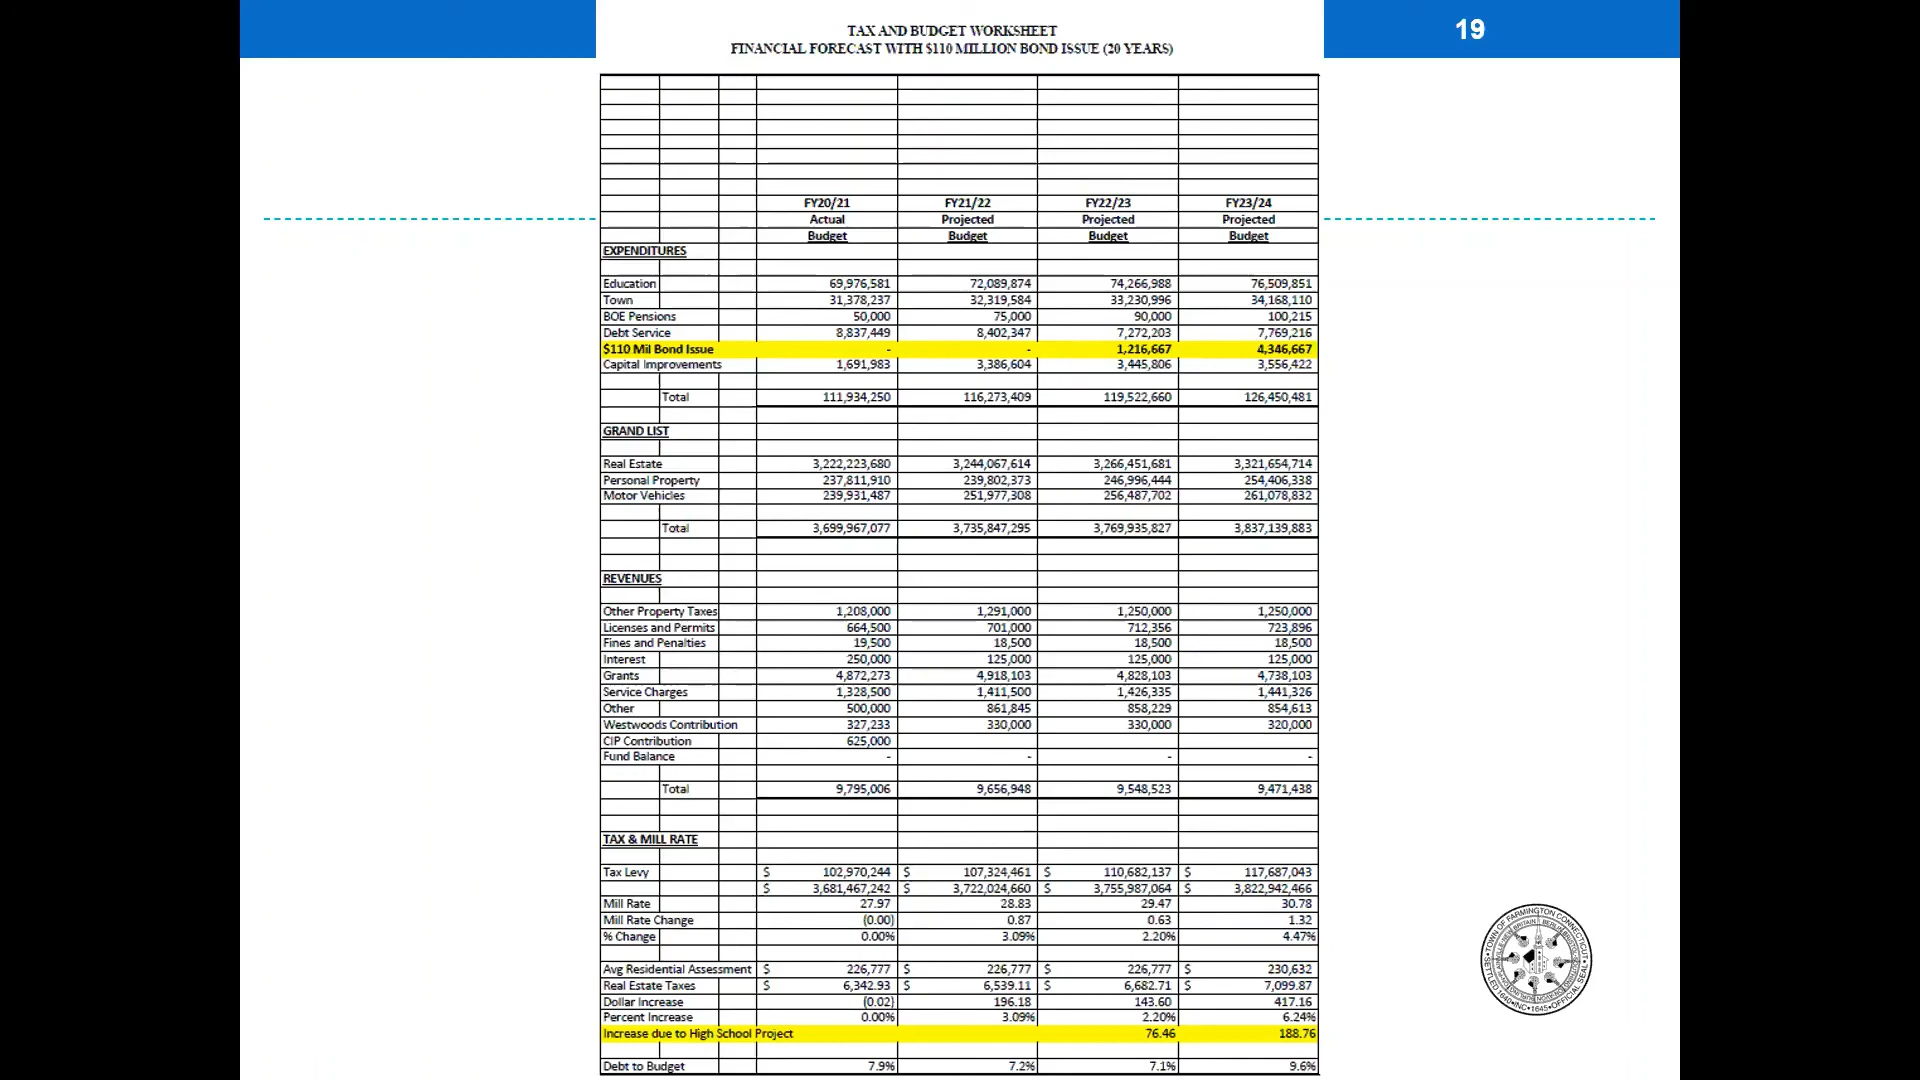 19
TAX AND BUDGET WORKSHEET
FINANCIAL FORECAST WITH $110 MILLION BOND ISSUE (20 YEARS)
FY20/21 FY21/22 FY22/23 FY23/24
Actual Projected Projected Projected
Budget Budget Budget Budget
EXPENDITURES
Education 69,976,581 72,089,874 74,266,988 76,509,851
Town 31,378,237 32,319,584 33,230,996 34,168,110
BOE Pensions 50,000 75,000 90,000 100,215
Debt Service 8,837,449 8,402,347 7,272,203 7,769,216
$110 Mil Bond Issue - - 1,216,667 4,346,667
Capital Improvements 1,691,983 3,386,604 3,445,806 3,556,422
Total 111,934,250 116,273,409 119,522,660 126,450,481
GRAND LIST
Real Estate 3,222,223,680 3,244,067,614 3,266,451,681 3,321,654,714
Personal Property 237,811,910 239,802,373 246,996,444 254,406,338
Motor Vehicles 239,931,487 251,977,308 256,487,702 261,078,832
Total 3,699,967,077 3,735,847,295 3,769,935,827 3,837,139,883
REVENUES
Other Property Taxes 1,208,000 1,291,000 1,250,000 1,250,000
Licenses and Permits 664,500 701,000 712,356 723,896
Fines and Penalties 19,500 18,500 18,500 18,500
Interest 250,000 125,000 125,000 125,000
Grants 4,872,273 4,918,103 4,828,103 4,738,103
Service Charges 1,328,500 1,411,500 1,426,335 1,441,326
Other 500,000 861,845 858,229 854,613
Westwoods Contribution 327,233 330,000 330,000 320,000
CIP Contribution 625,000
Fund Balance - - - -
Total 9,795,006 9,656,948 9,548,523 9,471,438
TAX & MILL RATE
Tax Levy $ 102,970,244 $ 107,324,461 $ 110,682,137 $ 117,687,043
$ 3,681,467,242 $ 3,722,024,660 $ 3,755,987,064 $ 3,822,942,466
Mill Rate 27.97 28.83 29.47 30.78
Mill Rate Change (0.00) 0.87 0.63 1.32
% Change 0.00% 3.09% 2.20% 4.47%
Avg Residential Assessment $ 226,777 $ 226,777 $ 226,777 $ 230,632
Real Estate Taxes $ 6,342.93 $ 6,539.11 $ 6,682.71 $ 7,099.87
Dollar Increase (0.02) 196.18 143.60 417.16
Percent Increase 0.00% 3.09% 2.20% 6.24%
Increase due to High School Project 76.46 188.76
Debt to Budget 7.9% 7.2% 7.1% 9.6%
TOWN OF FARMINGTON CONNECTICUT
SETTLED 1640 • INC • 1645 • OFFICIAL SEAL